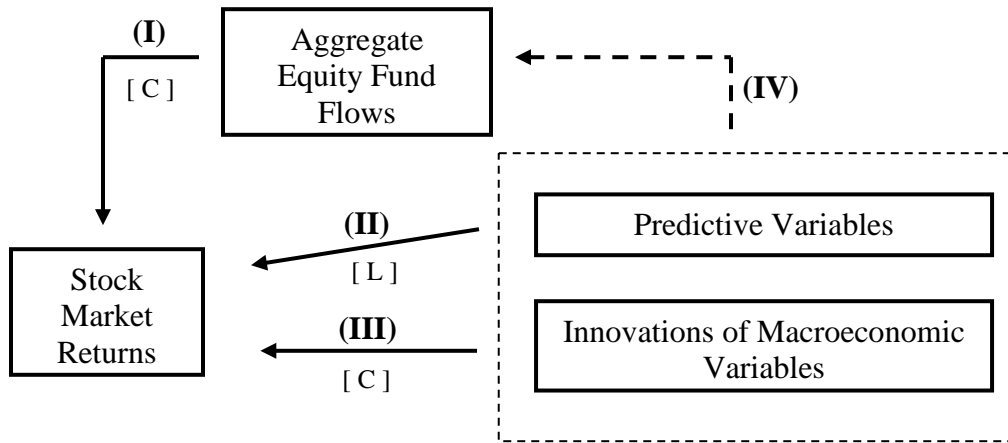 (I)
[ C ]
Aggregate
Equity Fund
Flows
(IV)
Predictive Variables
(II)
[ L ]
Stock
Market
Returns
(III)
[ C ]
Innovations of Macroeconomic
Variables